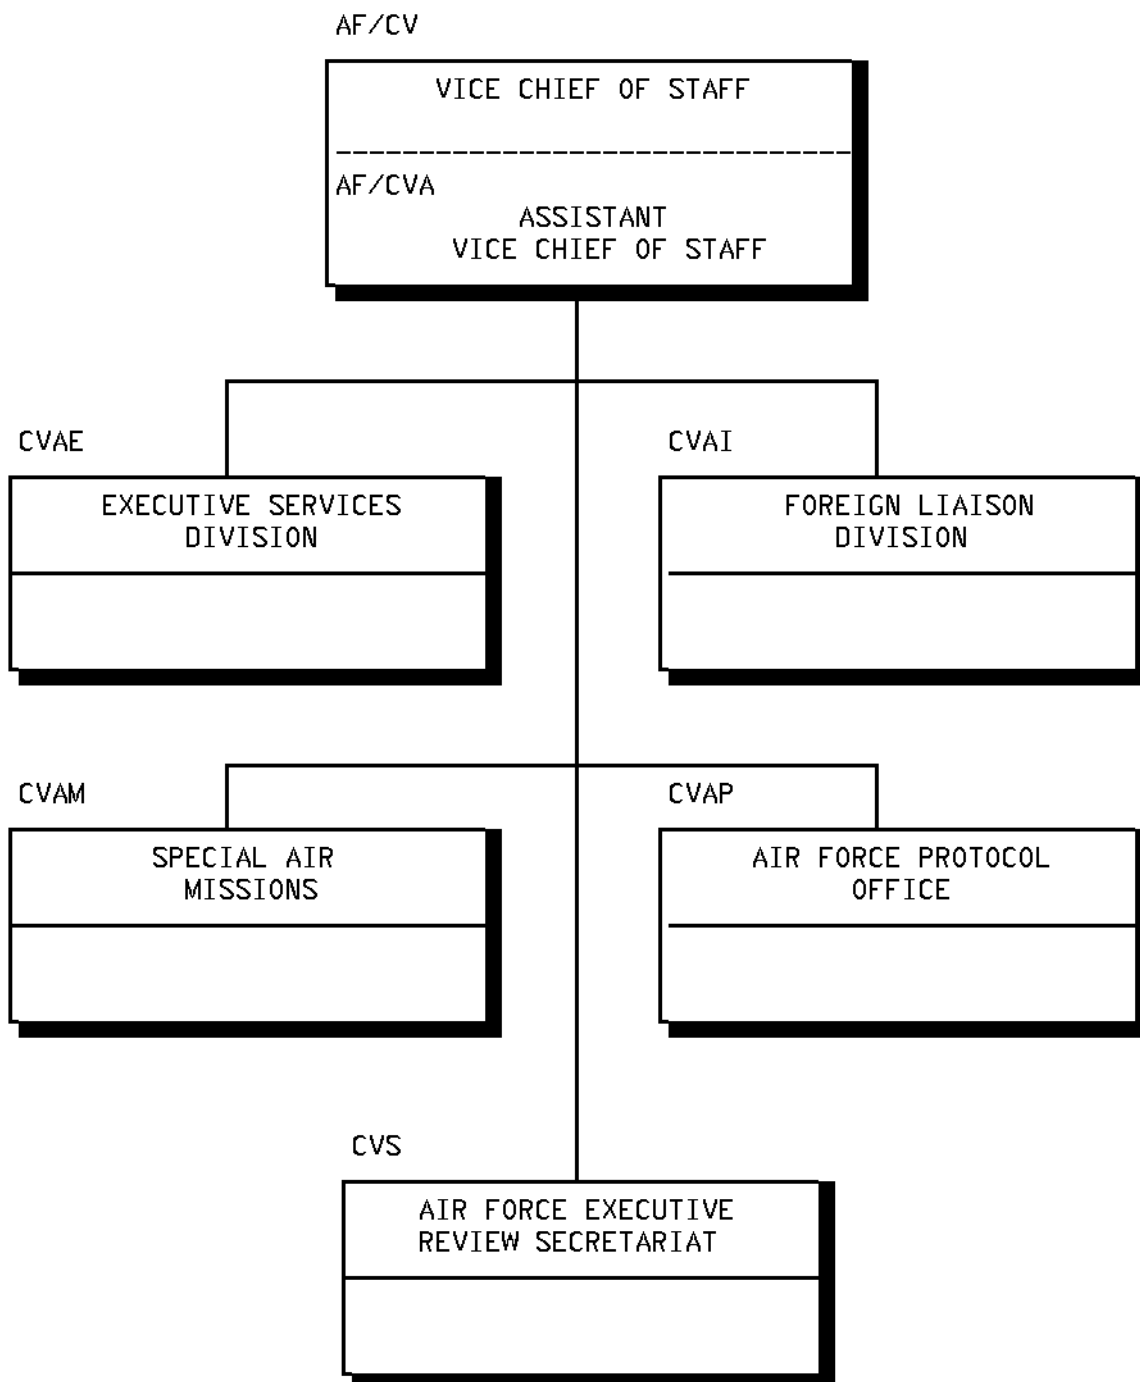 AF/CV
VICE CHIEF OF STAFF
AF/CVA
ASSISTANT
VICE CHIEF OF STAFF
CVAE
EXECUTIVE SERVICES
DIVISION
CVAI
FOREIGN LIAISON
DIVISION
CVAM
SPECIAL AIR
MISSIONS
CVAP
AIR FORCE PROTOCOL
OFFICE
CVS
AIR FORCE EXECUTIVE
REVIEW SECRETARIAT